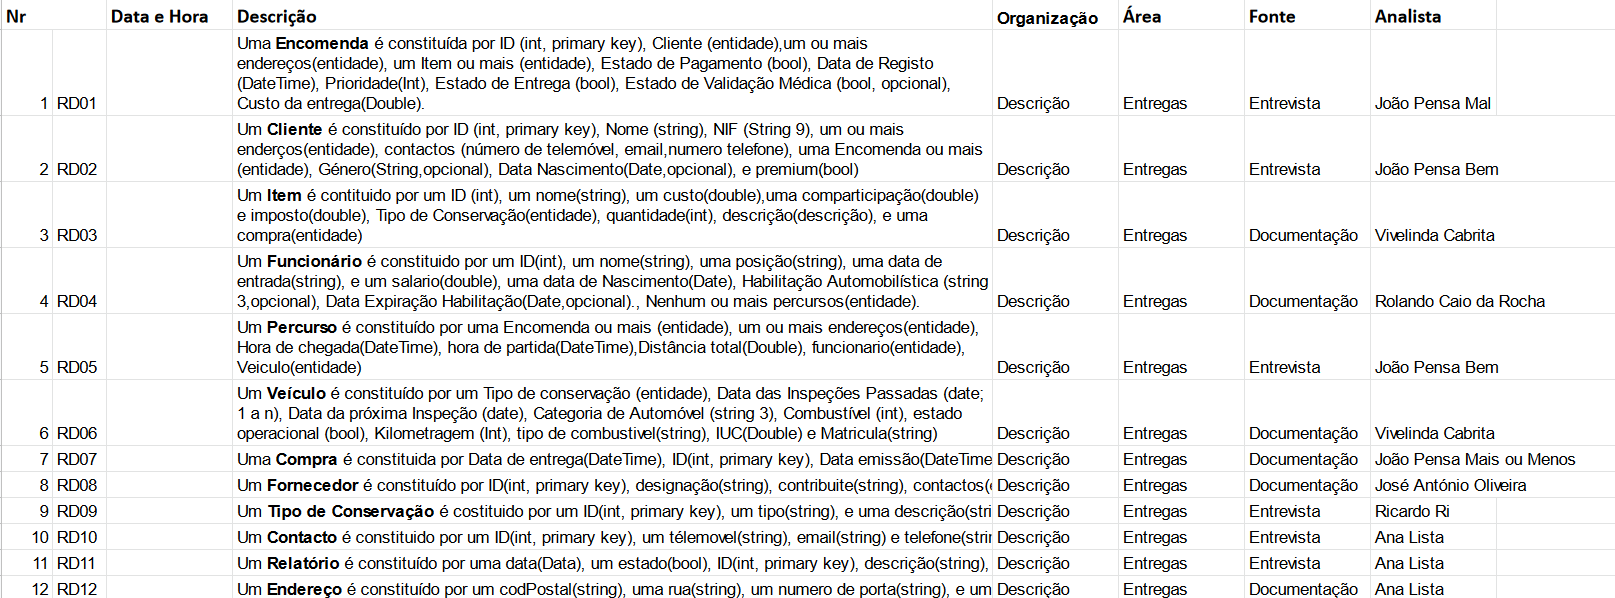 Nr Data e Hora Descrição Organização Área Fonte Analista
Uma Encomenda é constituída por ID (int, primary key), Cliente (entidade),um ou mais
endereços(entidade), um Item ou mais (entidade), Estado de Pagamento (bool), Data de Registo
(DateTime), Prioridade(Int), Estado de Entrega (bool), Estado de Validação Médica (bool, opcional),
1 RD01 Custo da entrega(Double). Descrição Entregas Entrevista João Pensa Mal
Um Cliente é constituído por ID (int, primary key), Nome (string), NIF (String 9), um ou mais
enderços(entidade), contactos (número de telemóvel, email,numero telefone), uma Encomenda ou mais
2 RD02 (entidade), Género(String,opcional), Data Nascimento(Date,opcional), e premium(bool) Descrição Entregas Entrevista João Pensa Bem
Um Item é contituido por um ID (int), um nome(string), um custo(double),uma comparticipação(double)
e imposto(double), Tipo de Conservação(entidade), quantidade(int), descrição(descrição), e uma
3 RD03 compra(entidade) Descrição Entregas Documentação Vivelinda Cabrita
Um Funcionário é constituido por um ID(int), um nome(string), uma posição(string), uma data de
entrada(string), e um salario(double), uma data de Nascimento(Date), Habilitação Automobilística (string
4 RD04 3,opcional), Data Expiração Habilitação(Date,opcional)., Nenhum ou mais percursos(entidade). Descrição Entregas Documentação Rolando Caio da Rocha
Um Percurso é constituído por uma Encomenda ou mais (entidade), um ou mais endereços(entidade),
Hora de chegada(DateTime), hora de partida(DateTime),Distância total(Double), funcionario(entidade),
5 RD05 Veiculo(entidade) Descrição Entregas Entrevista João Pensa Bem
Um Veículo é constituído por um Tipo de conservação (entidade), Data das Inspeções Passadas (date;
1 a n), Data da próxima Inspeção (date), Categoria de Automóvel (string 3), Combustível (int), estado
6 RD06 operacional (bool), Kilometragem (Int), tipo de combustivel(string), IUC(Double) e Matricula(string) Descrição Entregas Documentação Vivelinda Cabrita
7 RD07 Uma Compra é constituida por Data de entrega(DateTime), ID(int, primary key), Data emissão(DateTime Descrição Entregas Documentação João Pensa Mais ou Menos
8 RD08 Um Fornecedor é constituído por ID(int, primary key), designação(string), contribuite(string), contactos( Descrição Entregas Documentação José António Oliveira
9 RD09 Um Tipo de Conservação é costituido por um ID(int, primary key), um tipo(string), e uma descrição(stri Descrição Entregas Entrevista Ricardo Ri
10 RD10 Um Contacto é constituido por um ID(int, primary key), um télemovel(string), email(string) e telefone(strin Descrição Entregas Entrevista Ana Lista
11 RD11 Um Relatório é constituído por uma data(Data), um estado(bool), ID(int, primary key), descrição(string), Descrição Entregas Entrevista Ana Lista
12 RD12 Um Endereço é constituído por um codPostal(string), uma rua(string), um numero de porta(string), e um Descrição Entregas Documentação Ana Lista